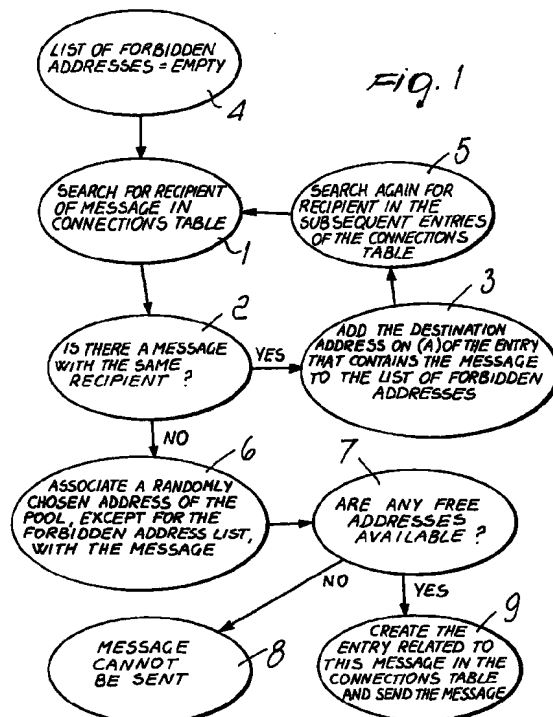 LIST OF FORBIDDEN
ADDRESSES = EMPTY
4
Fig. 1
SEARCH FOR RECIPIENT
OF MESSAGE IN
CONNECTIONS TABLE
1
5
SEARCH AGAIN FOR
RECIPIENT IN THE
SUBSEQUENT ENTRIES
OF THE CONNECTIONS
TABLE
2
IS THERE A MESSAGE
WITH THE SAME
RECIPIENT ?
YES
3
ADD THE DESTINATION
ADDRESS ON (A) OF THE ENTRY
THAT CONTAINS THE MESSAGE
TO THE LIST OF FORBIDDEN
ADDRESSES
NO
6
ASSOCIATE A RANDOMLY
CHOSEN ADDRESS OF THE
POOL, EXCEPT FOR THE
FORBIDDEN ADDRESS LIST,
WITH THE MESSAGE
7
ARE ANY FREE
ADDRESSES
AVAILABLE ?
NO
YES
MESSAGE
CANNOT
BE SENT
8
9
CREATE THE
ENTRY RELATED TO
THIS MESSAGE IN THE
CONNECTIONS TABLE
AND SEND THE MESSAGE